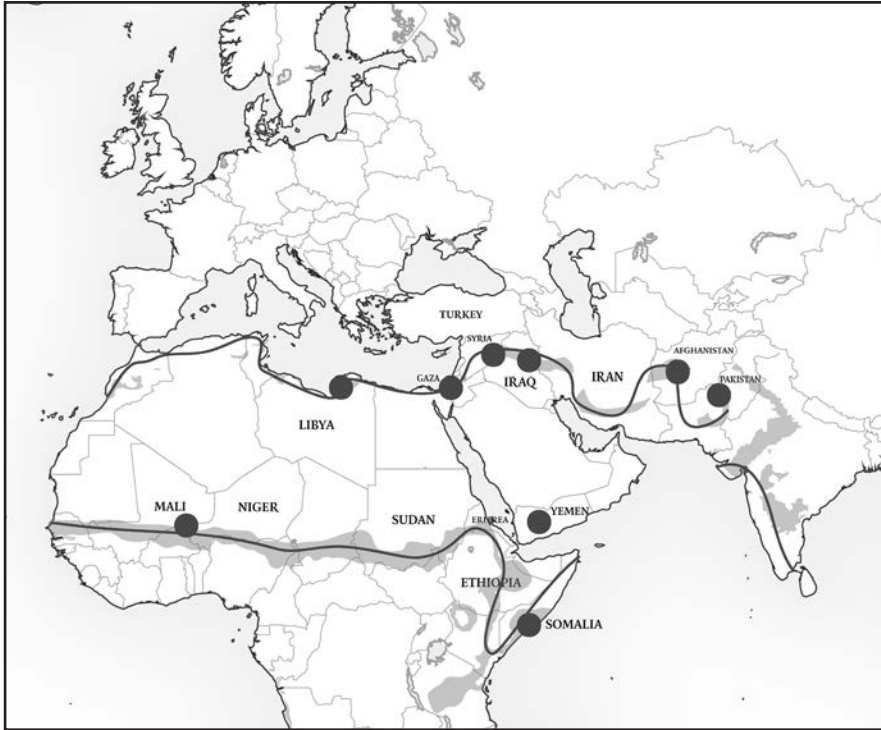 TURKEY
SYRIA
AFGHANISTAN
GAZA
IRAQ
IRAN
PAKISTAN
LIBYA
MALI
NIGER
YEMEN
SUDAN
ERITREA
ETHIOPIA
SOMALIA